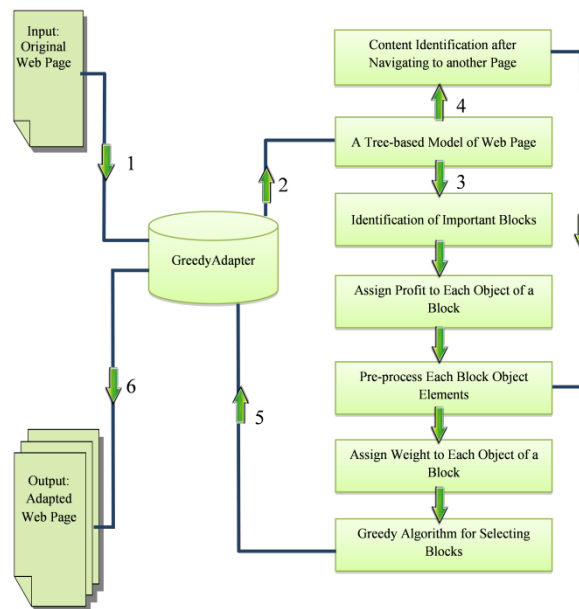 Input:
Original
Web Page
1
2
GreedyAdapter
6
5
Output:
Adapted
Web Page
Content Identification after
Navigating to another Page
4
A Tree-based Model of Web Page
3
Identification of Important Blocks
Assign Profit to Each Object of a
Block
Pre-process Each Block Object
Elements
Assign Weight to Each Object of a
Block
Greedy Algorithm for Selecting
Blocks